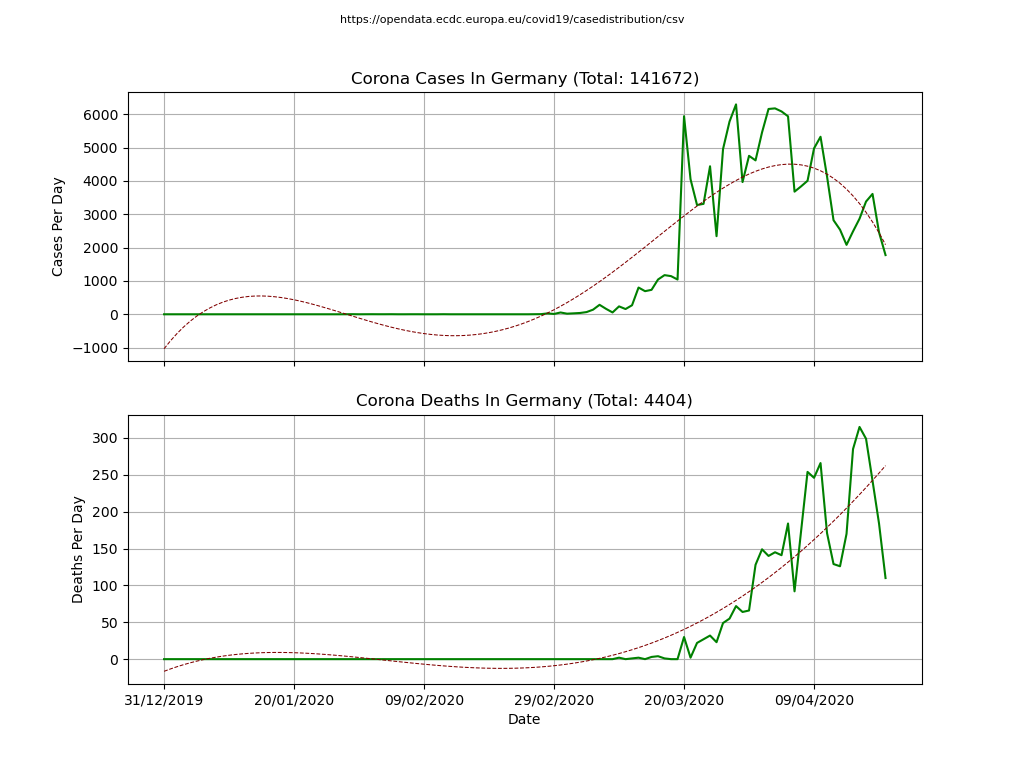 https://opendata.ecdc.europa.eu/covid19/casedistribution/csv
Corona Cases In Germany (Total: 141672)
Cases Per Day
6000
5000
4000
3000
2000
1000
0
−1000
Corona Deaths In Germany (Total: 4404)
Deaths Per Day
300
250
200
150
100
50
0
31/12/2019 20/01/2020 09/02/2020 29/02/2020 20/03/2020 09/04/2020
Date